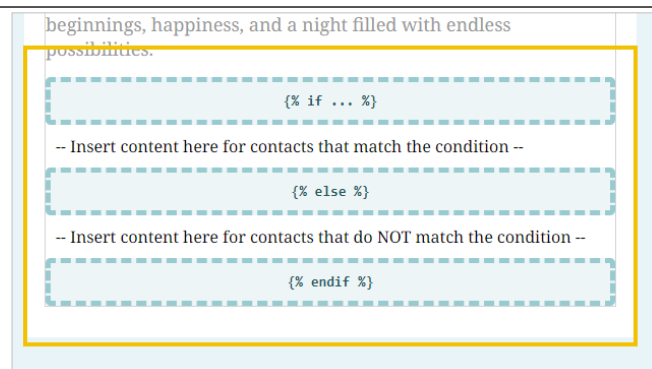 beginnings, happiness, and a night filled with endless
possibilities.
{% if ... %}
-- Insert content here for contacts that match the condition --
{% else %}
-- Insert content here for contacts that do NOT match the condition --
{% endif %}